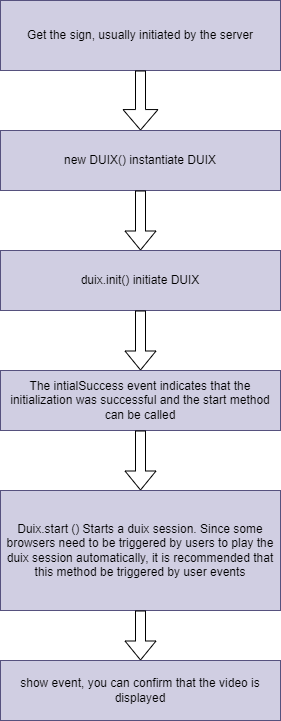 Get the sign, usually initiated by the server
new DUIX() instantiate DUIX
duix.init() initiate DUIX
The intialSuccess event indicates that the
initialization was successful and the start method
can be called
Duix.start () Starts a duix session. Since some
browsers need to be triggered by users to play the
duix session automatically, it is recommended that
this method be triggered by user events
show event, you can confirm that the video is
displayed